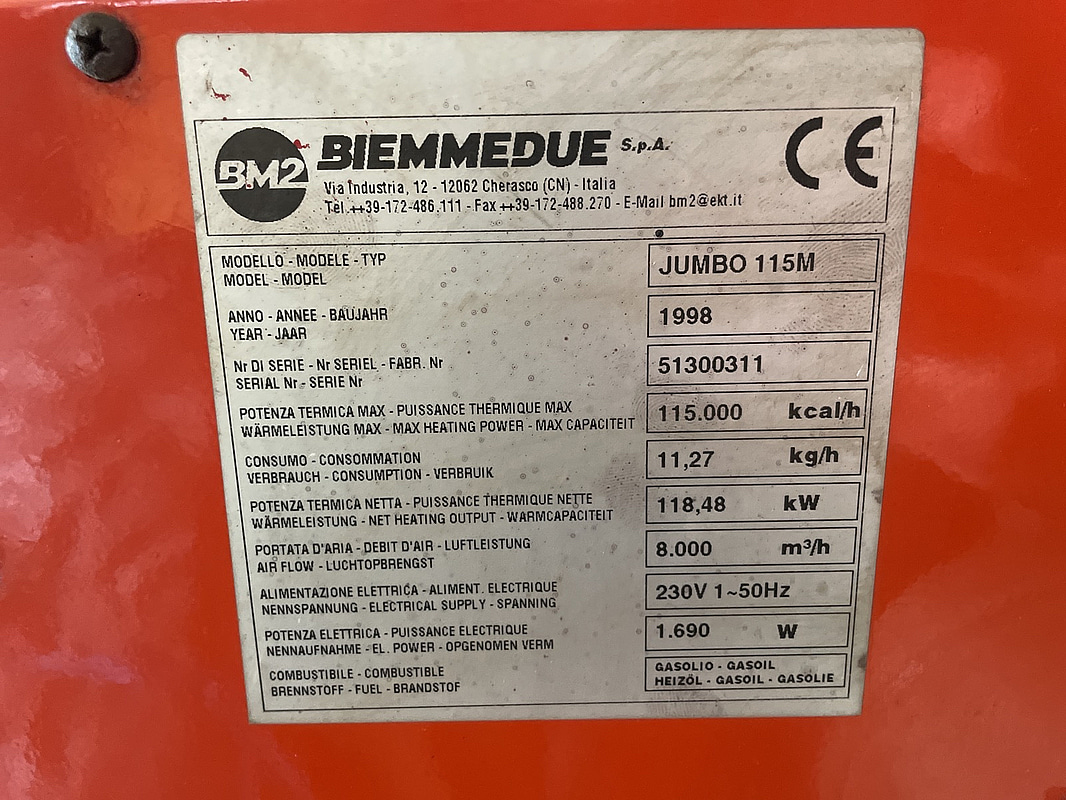 BM2 BIEMMEDUE S.p.A. CE
Via Industria, 12 - 12062 Cherasco (CN) - Italia
Tel. ++39-172-486.111 - Fax ++39-172-488.270 - E-Mail bm2@ekt.it
MODELLO - MODELE - TYP
MODEL - MODEL
JUMBO 115M
ANNO - ANNEE - BAUJAHR
YEAR - JAAR
1998
Nr DI SERIE - Nr SERIEL - FABR. Nr
SERIAL Nr - SERIE Nr
51300311
POTENZA TERMICA MAX - PUISSANCE THERMIQUE MAX
WÄRMELEISTUNG MAX - MAX HEATING POWER - MAX CAPACITEIT
115.000 kcal/h
CONSUMO - CONSOMMATION
VERBRAUCH - CONSUMPTION - VERBRUIK
11,27 kg/h
POTENZA TERMICA NETTA - PUISSANCE THERMIQUE NETTE
WÄRMELEISTUNG - NET HEATING OUTPUT - WARMCAPACITEIT
118,48 kW
PORTATA D'ARIA - DEBIT D'AIR - LUFTLEISTUNG
AIR FLOW - LUCHTOPBRENGST
8.000 m³/h
ALIMENTAZIONE ELETTRICA - ALIMENT. ELECTRIQUE
NENNSPANNUNG - ELECTRICAL SUPPLY - SPANNING
230V 1~50Hz
POTENZA ELETTRICA - PUISSANCE ELECTRIQUE
NENNAUFNAHME - EL. POWER - OPGENOMEN VERM
1.690 W
COMBUSTIBILE - COMBUSTIBLE
BRENNSTOFF - FUEL - BRANDSTOF
GASOLIO - GASOIL
HEIZÖL - GASOIL - GASOLIE